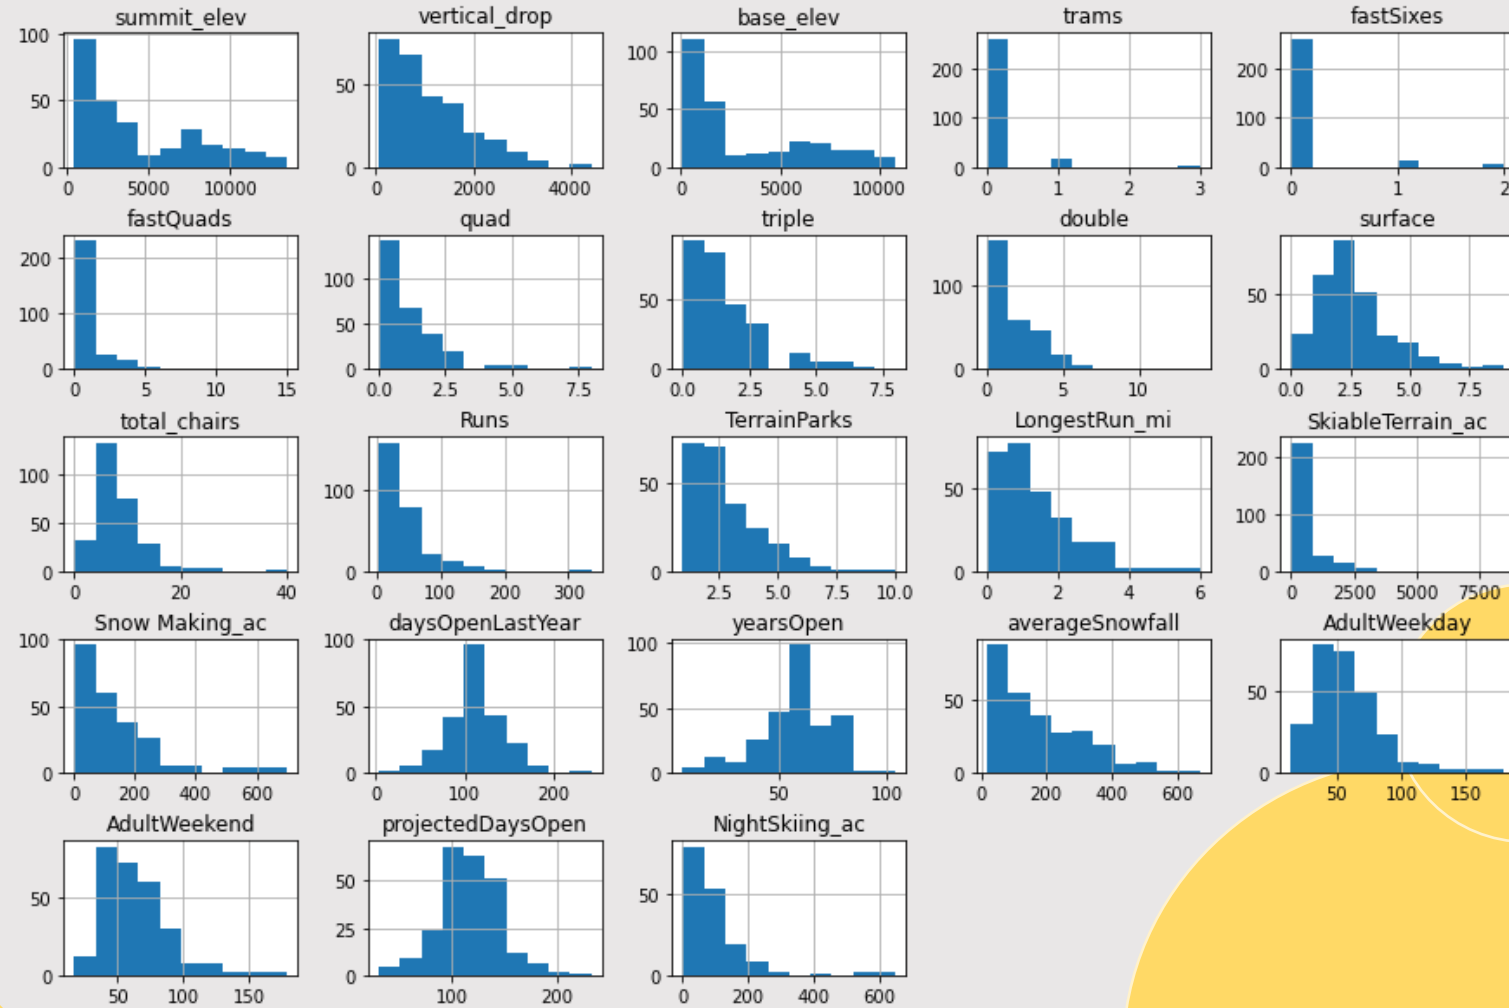 summit_elev vertical_drop base_elev trams fastSixes
100 50 0 0 5000 10000
50 0 0 2000 4000
100 50 0 0 5000 10000
200 100 0 0 1 2 3
200 100 0 0 1 2
fastQuads quad triple double surface
200 100 0 0 5 10 15
100 50 0 0.0 2.5 5.0 7.5
50 0 0.0 2.5 5.0 7.5
100 0 0 5 10
50 0 0.0 2.5 5.0 7.5
total_chairs Runs TerrainParks LongestRun_mi SkiableTerrain_ac
100 50 0 0 20 40
100 0 0 100 200 300
50 0 2.5 5.0 7.5 10.0
50 0 0 2 4 6
200 100 0 0 2500 5000 7500
Snow Making_ac daysOpenLastYear yearsOpen averageSnowfall AdultWeekday
100 50 0 0 200 400 600
100 50 0 0 100 200
100 50 0 50 100
50 0 0 200 400 600
50 0 50 100 150
AdultWeekend projectedDaysOpen NightSkiing_ac
50 0 50 100 150
50 25 0 100 200
50 0 0 200 400 600